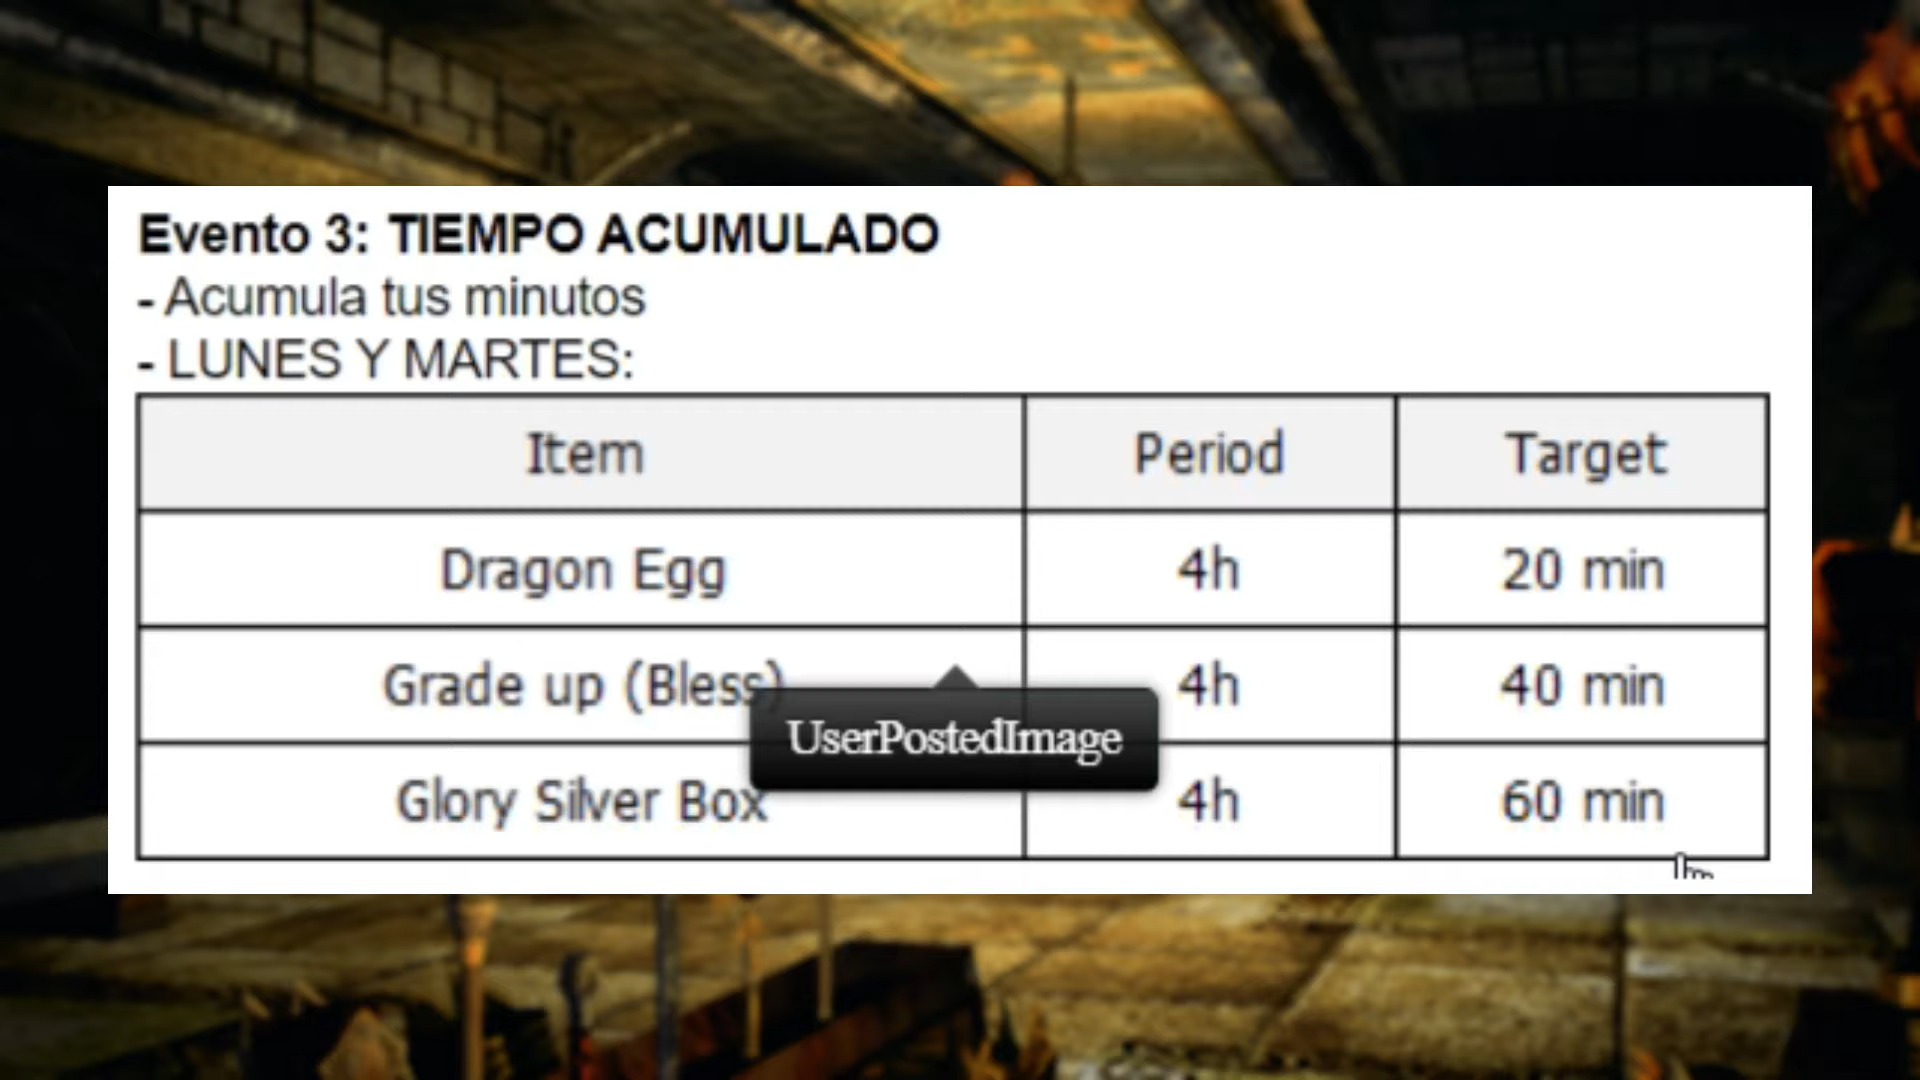 Evento 3: TIEMPO ACUMULADO
- Acumula tus minutos
- LUNES Y MARTES:
Item Period Target
Dragon Egg 4h 20 min
Grade up (Bless) 4h 40 min
UserPostedImage
Glory Silver Box 4h 60 min